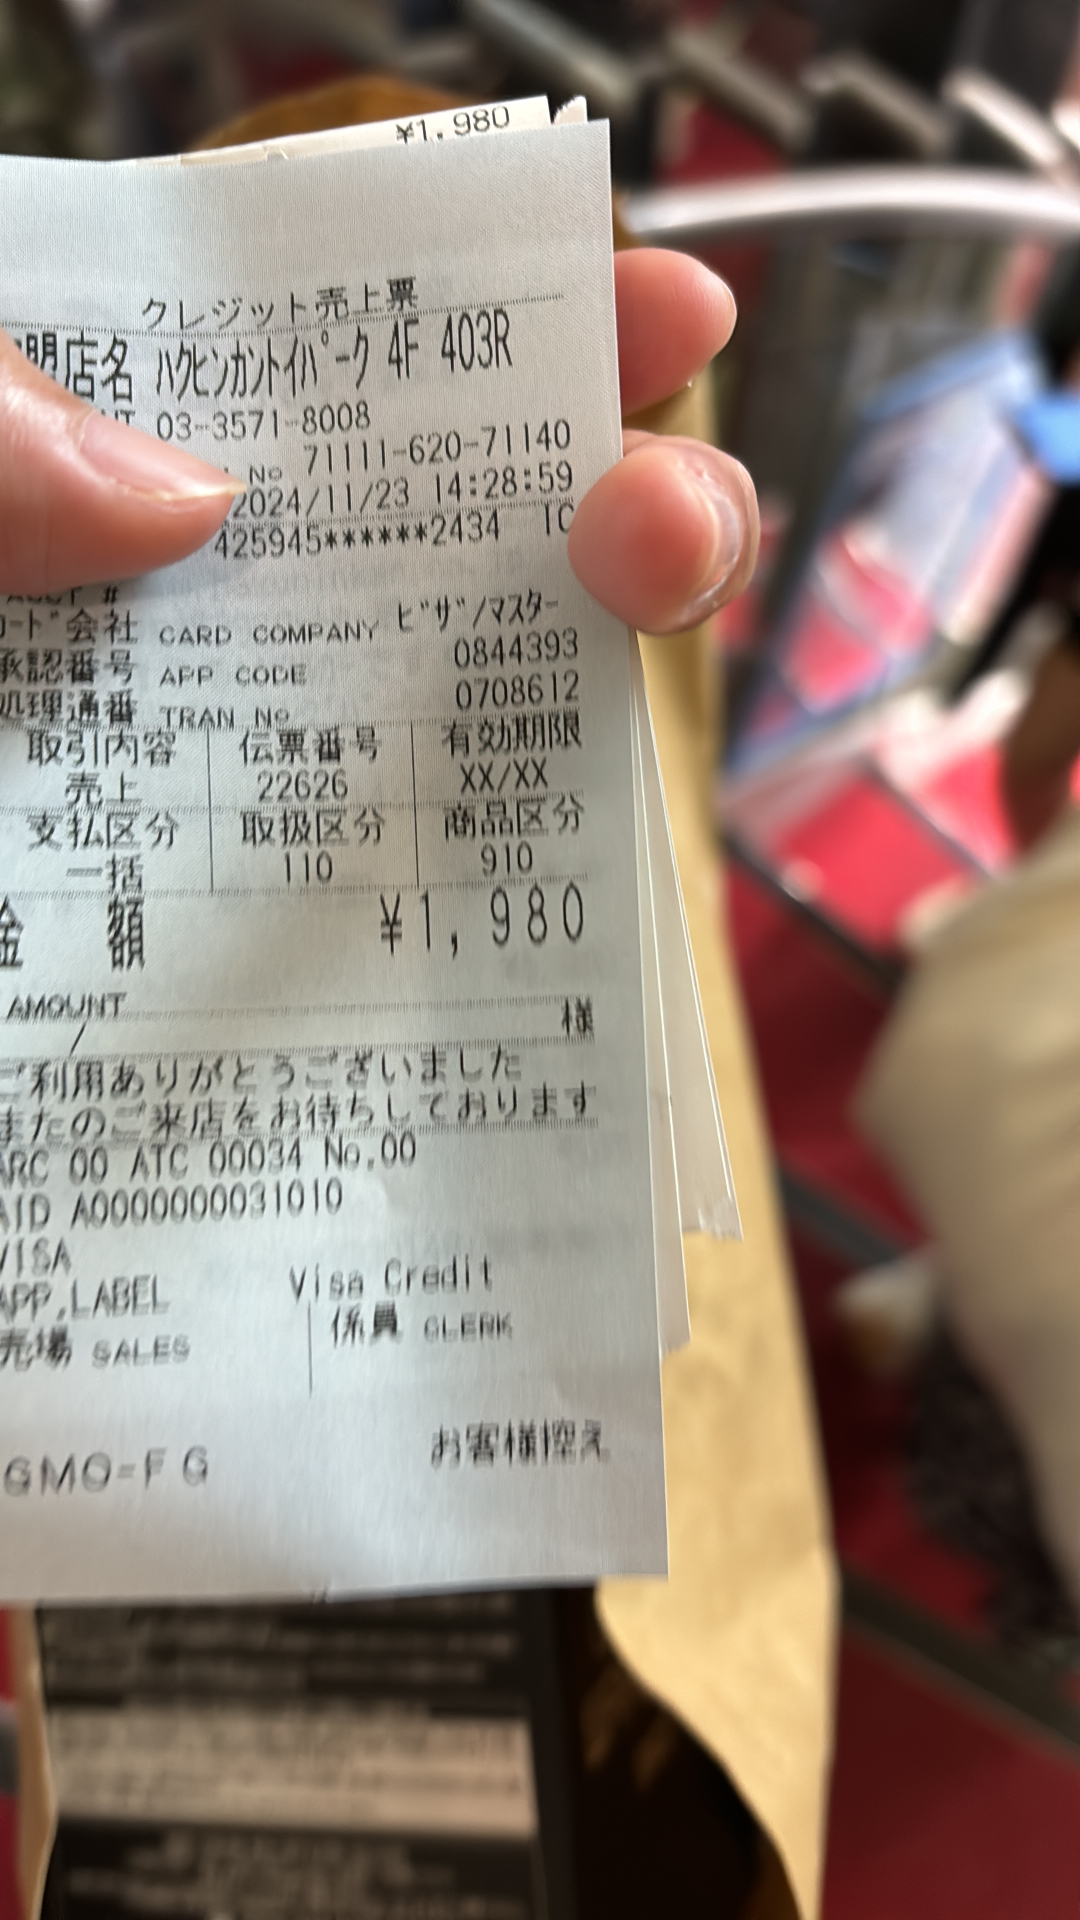 ¥1,980
クレジット売上票
盟店名 ﾊｸﾋﾝｶﾝﾄｲﾊﾟｰｸ 4F 403R
03-3571-8008
No 71111-620-71140
2024/11/23 14:28:59
425945******2434 IC
ｶｰﾄﾞ会社 CARD COMPANY ﾋﾞｻﾞ/ﾏｽﾀｰ
承認番号 APP CODE 0844393
処理通番 TRAN No 0708612
取引内容 伝票番号 有効期限
売上 22626 XX/XX
支払区分 取扱区分 商品区分
一括 110 910
金 額 ¥1,980
AMOUNT
様
ご利用ありがとうございました
またのご来店をお待ちしております
ARC 00 ATC 00034 No.00
AID A0000000031010
VISA
APP.LABEL Visa Credit
売場 SALES 係員 CLERK
お客様控え
GMO-FG